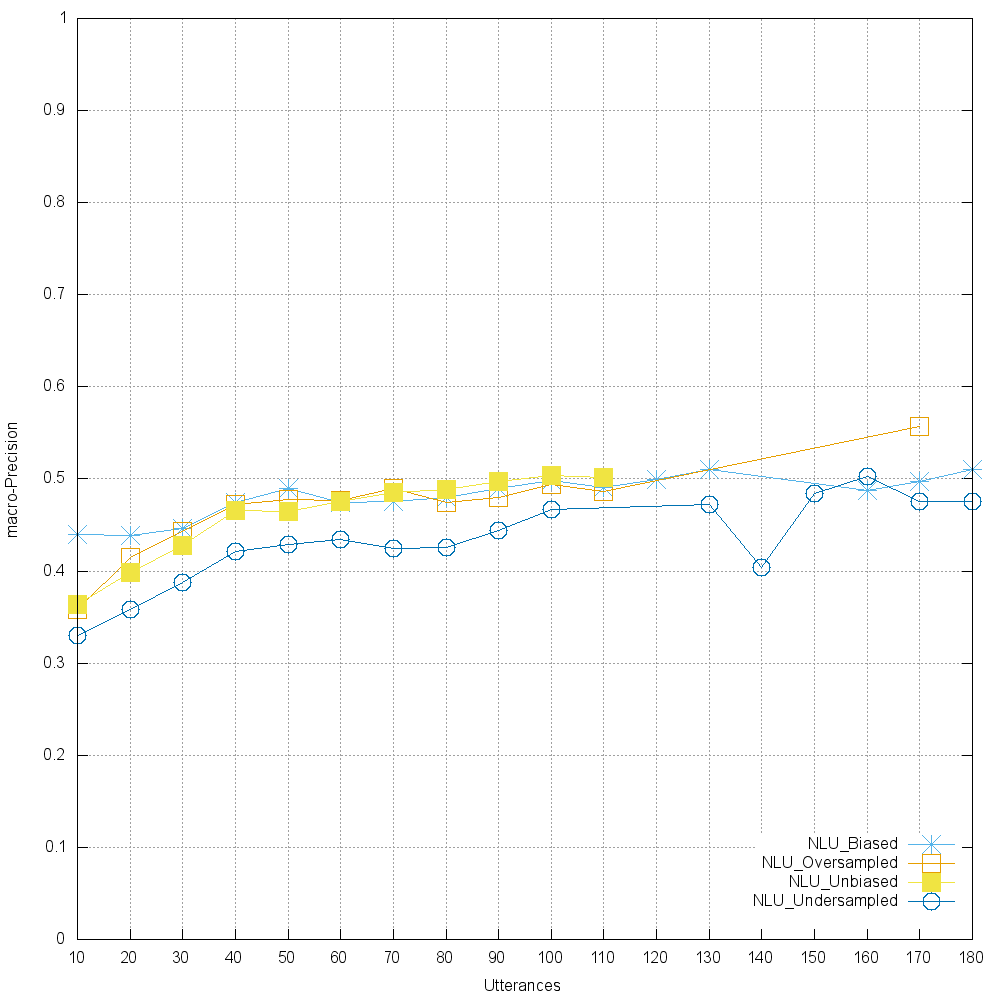 1
0.9
0.8
0.7
0.6
0.5
0.4
0.3
0.2
0.1
0
macro-Precision
10 20 30 40 50 60 70 80 90 100 110 120 130 140 150 160 170 180
Utterances
NLU_Biased
NLU_Oversampled
NLU_Unbiased
NLU_Undersampled